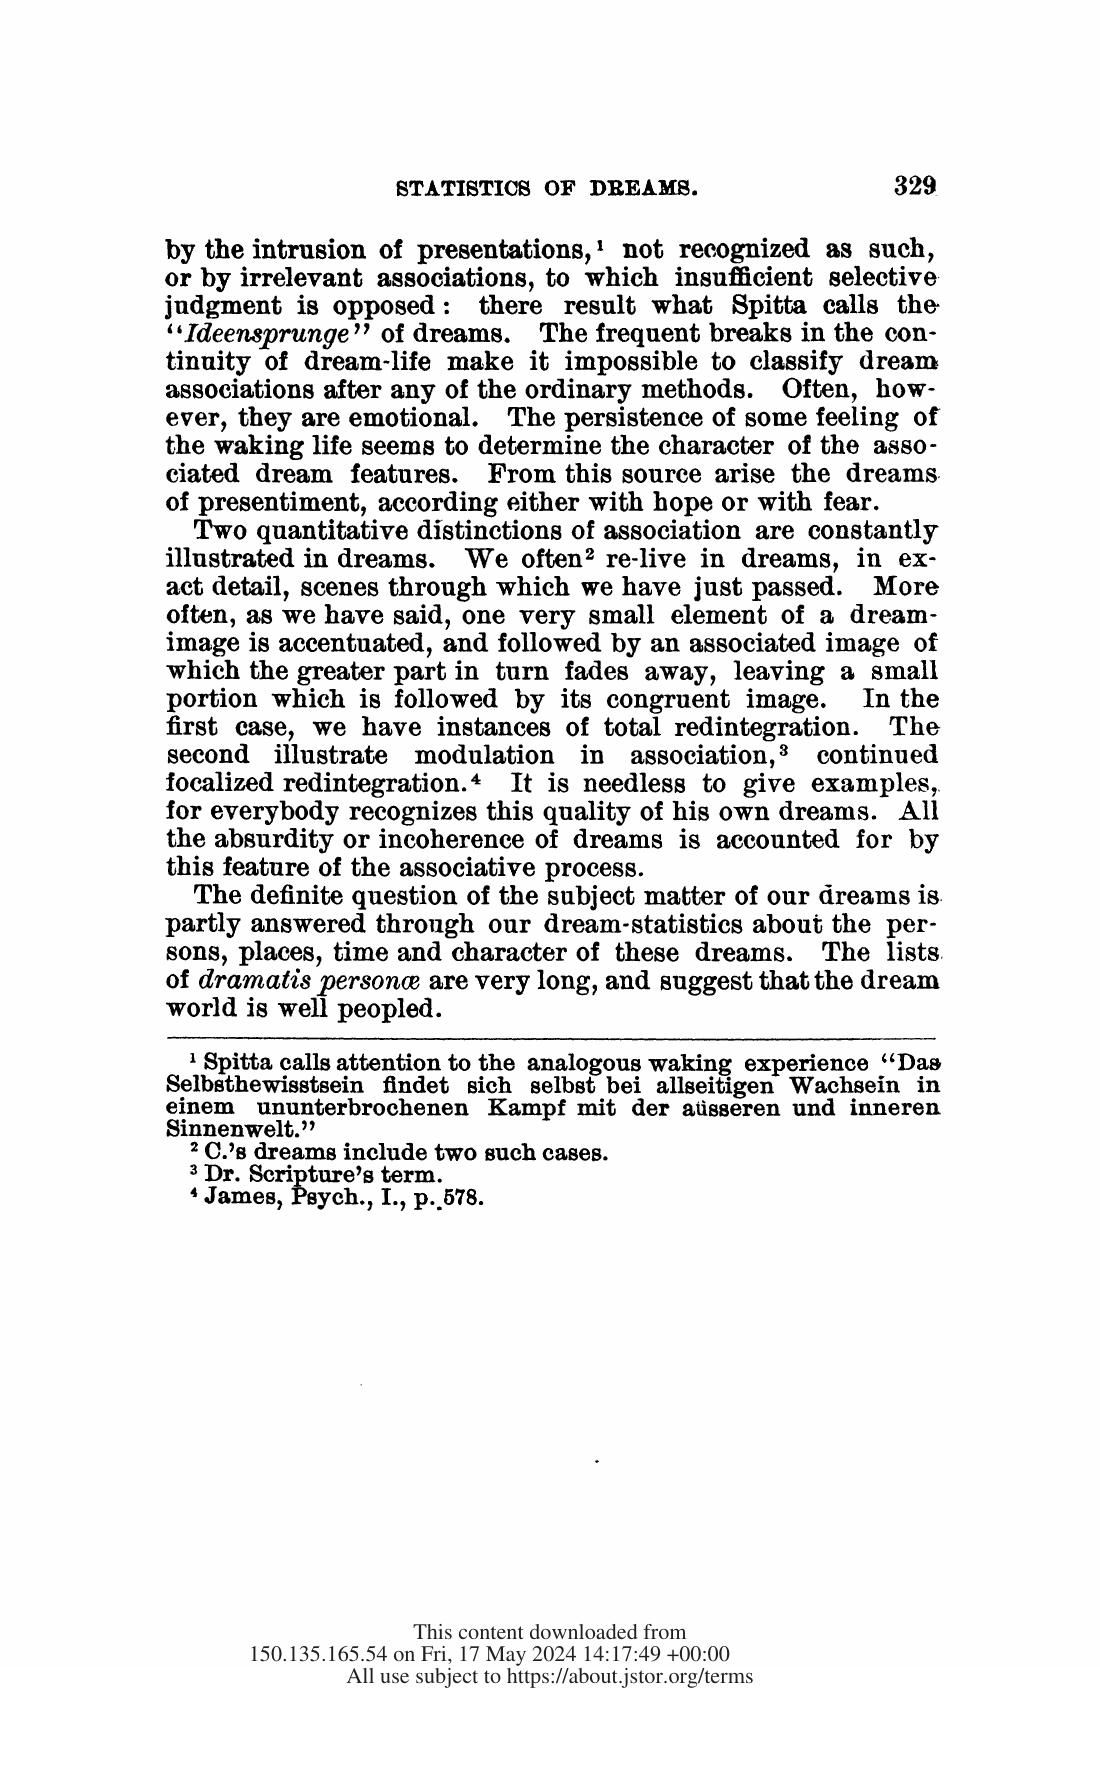 STATISTICS OF DREAMS. 329
by the intrusion of presentations,¹ not recognized as such,
or by irrelevant associations, to which insufficient selective
judgment is opposed : there result what Spitta calls the
“Ideensprunge” of dreams. The frequent breaks in the con-
tinuity of dream-life make it impossible to classify dream
associations after any of the ordinary methods. Often, how-
ever, they are emotional. The persistence of some feeling of
the waking life seems to determine the character of the asso-
ciated dream features. From this source arise the dreams
of presentiment, according either with hope or with fear.
Two quantitative distinctions of association are constantly
illustrated in dreams. We often² re-live in dreams, in ex-
act detail, scenes through which we have just passed. More
often, as we have said, one very small element of a dream-
image is accentuated, and followed by an associated image of
which the greater part in turn fades away, leaving a small
portion which is followed by its congruent image. In the
first case, we have instances of total redintegration. The
second illustrate modulation in association,³ continued
focalized redintegration.⁴ It is needless to give examples,
for everybody recognizes this quality of his own dreams. All
the absurdity or incoherence of dreams is accounted for by
this feature of the associative process.
The definite question of the subject matter of our dreams is
partly answered through our dream-statistics about the per-
sons, places, time and character of these dreams. The lists
of dramatis personœ are very long, and suggest that the dream
world is well peopled.
¹ Spitta calls attention to the analogous waking experience “Das
Selbsthewisstsein findet sich selbst bei allseitigen Wachsein in
einem ununterbrochenen Kampf mit der aüsseren und inneren
Sinnenwelt.”
² C.’s dreams include two such cases.
³ Dr. Scripture’s term.
⁴ James, Psych., I., p. 578.
This content downloaded from
150.135.165.54 on Fri, 17 May 2024 14:17:49 +00:00
All use subject to https://about.jstor.org/terms